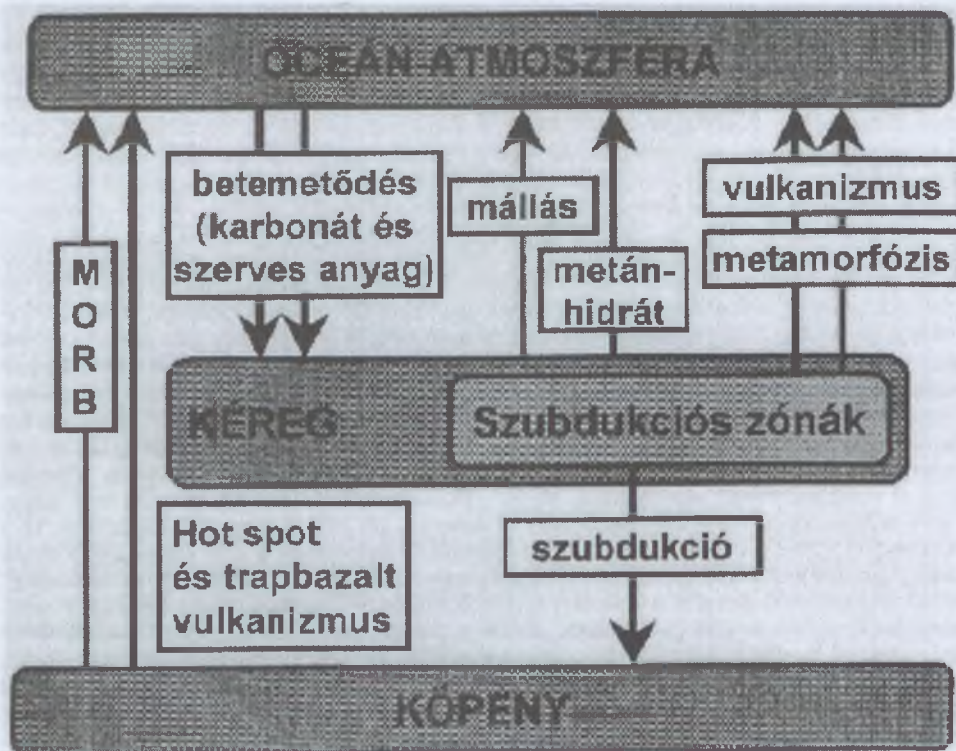 ÓCEÁN-ATMOSZFÉRA
betemetődés
(karbonát és
szerves anyag)
mállás
metán-
hidrát
vulkanizmus
metamorfózis
M
O
R
B
KÉREG
Szubdukciós zónák
Hot spot
és trapbazalt
vulkanizmus
szubdukció
KÖPENY